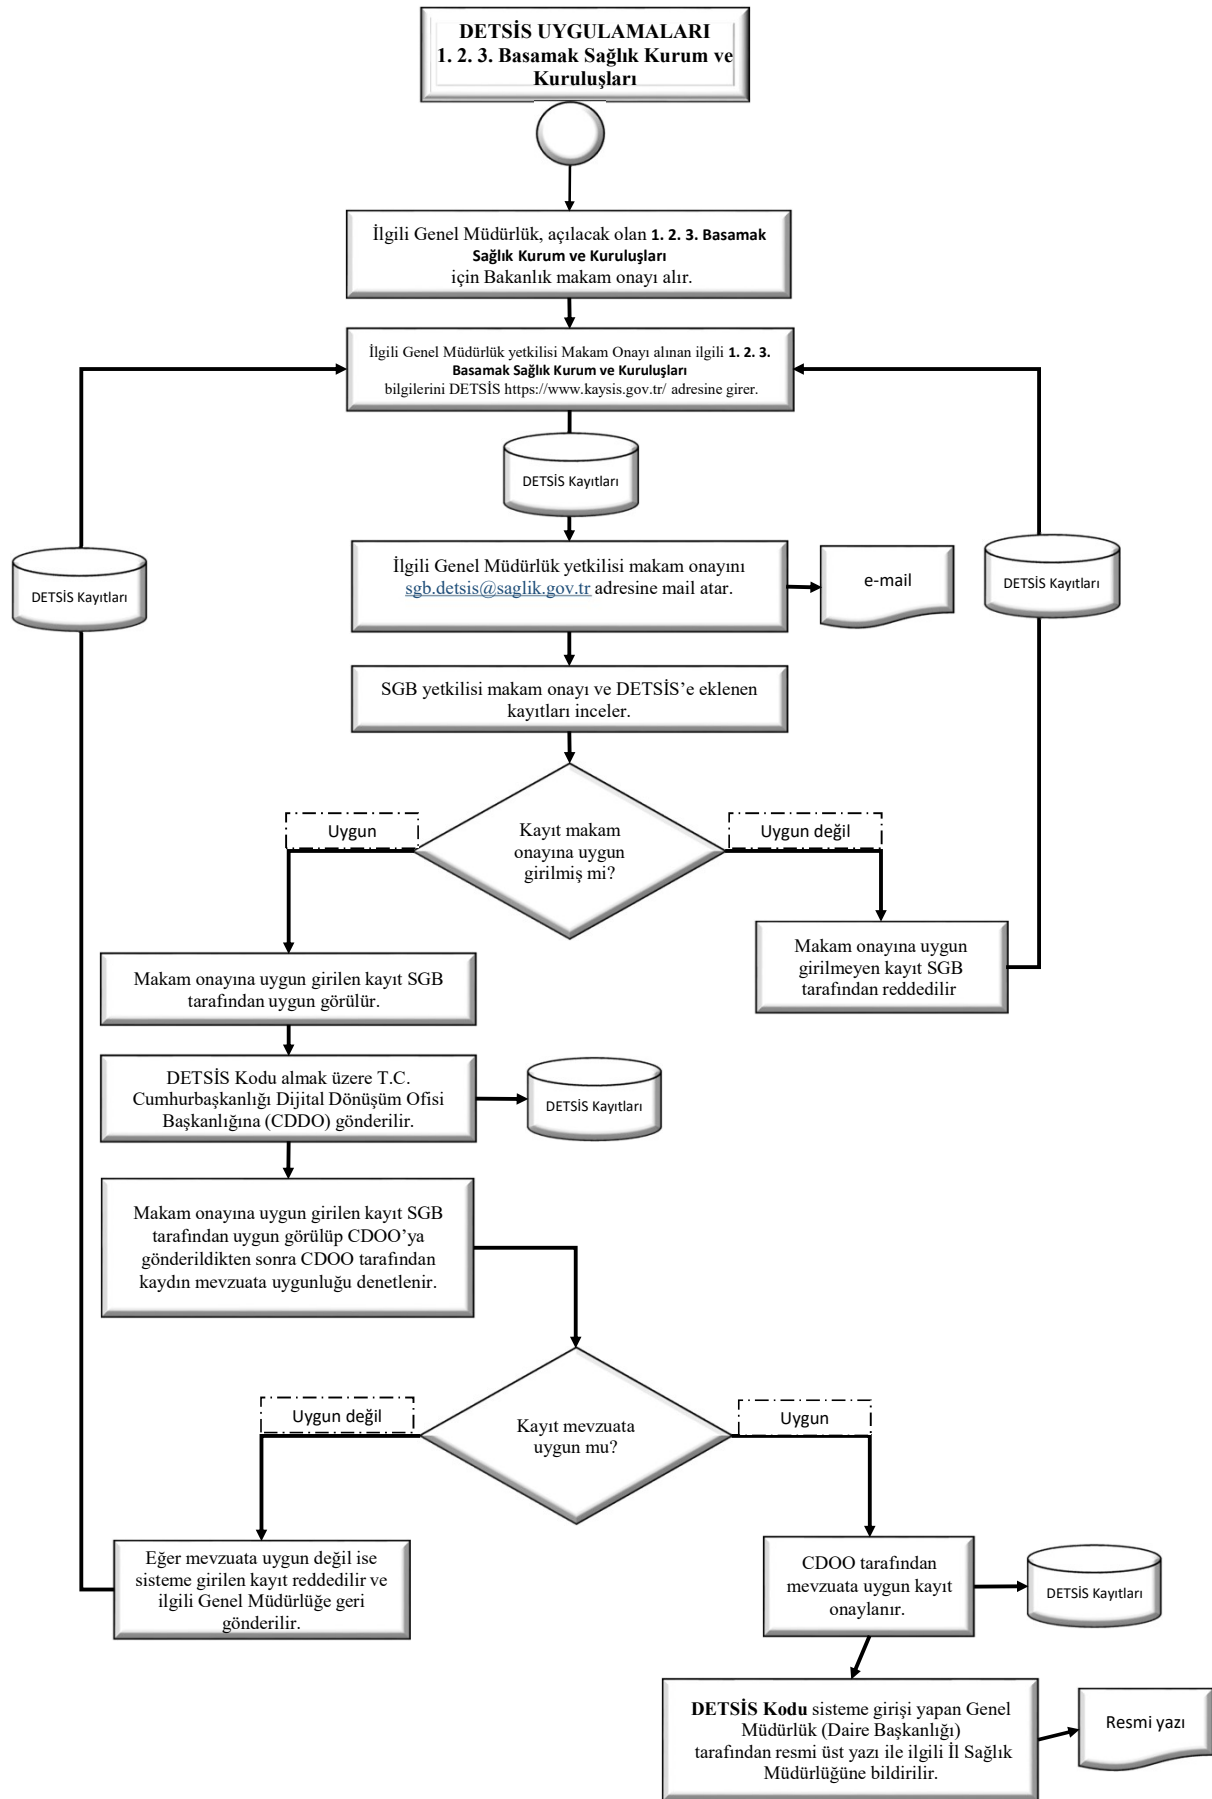 DETSİS UYGULAMALARI
1. 2. 3. Basamak Sağlık Kurum ve
Kuruluşları
İlgili Genel Müdürlük, açılacak olan 1. 2. 3. Basamak
Sağlık Kurum ve Kuruluşları
için Bakanlık makam onayı alır.
İlgili Genel Müdürlük yetkilisi Makam Onayı alınan ilgili 1. 2. 3.
Basamak Sağlık Kurum ve Kuruluşları
bilgilerini DETSİS https://www.kaysis.gov.tr/ adresine girer.
DETSİS Kayıtları
DETSİS Kayıtları
DETSİS Kayıtları
İlgili Genel Müdürlük yetkilisi makam onayını
sgb.detsis@saglik.gov.tr adresine mail atar.
e-mail
SGB yetkilisi makam onayı ve DETSİS’e eklenen
kayıtları inceler.
Uygun
Kayıt makam
onayına uygun
girilmiş mi?
Uygun değil
Makam onayına uygun
girilmeyen kayıt SGB
tarafından reddedilir
Makam onayına uygun girilen kayıt SGB
tarafından uygun görülür.
DETSİS Kodu almak üzere T.C.
Cumhurbaşkanlığı Dijital Dönüşüm Ofisi
Başkanlığına (CDDO) gönderilir.
DETSİS Kayıtları
Makam onayına uygun girilen kayıt SGB
tarafından uygun görülüp CDOO’ya
gönderildikten sonra CDOO tarafından
kaydın mevzuata uygunluğu denetlenir.
Uygun değil
Kayıt mevzuata
uygun mu?
Uygun
Eğer mevzuata uygun değil ise
sisteme girilen kayıt reddedilir ve
ilgili Genel Müdürlüğe geri
gönderilir.
CDOO tarafından
mevzuata uygun kayıt
onaylanır.
DETSİS Kayıtları
DETSİS Kodu sisteme girişi yapan Genel
Müdürlük (Daire Başkanlığı)
tarafından resmi üst yazı ile ilgili İl Sağlık
Müdürlüğüne bildirilir.
Resmi yazı